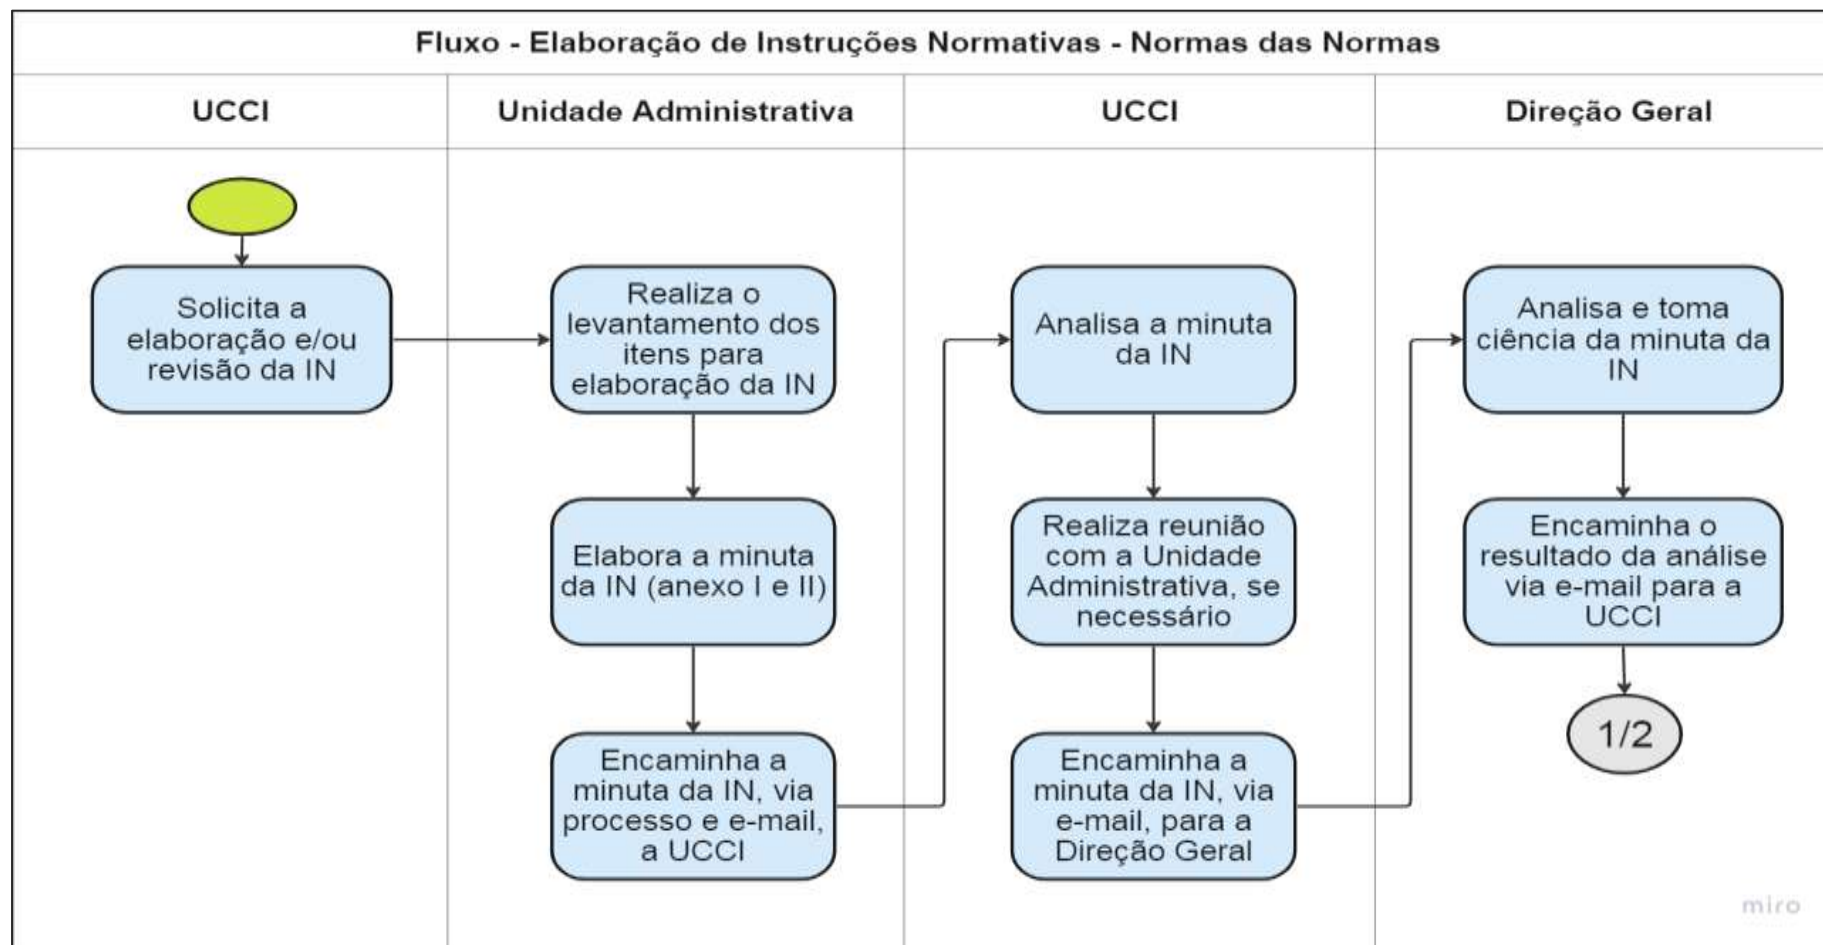 Fluxo - Elaboração de Instruções Normativas - Normas das Normas
UCCI
Unidade Administrativa
UCCI
Direção Geral
Solicita a
elaboração e/ou
revisão da IN
Realiza o
levantamento dos
itens para
elaboração da IN
Elabora a minuta
da IN (anexo I e II)
Encaminha a
minuta da IN, via
processo e e-mail,
a UCCI
Analisa a minuta
da IN
Realiza reunião
com a Unidade
Administrativa, se
necessário
Encaminha a
minuta da IN, via
e-mail, para a
Direção Geral
Analisa e toma
ciência da minuta da
IN
Encaminha o
resultado da análise
via e-mail para a
UCCI
1/2
miro